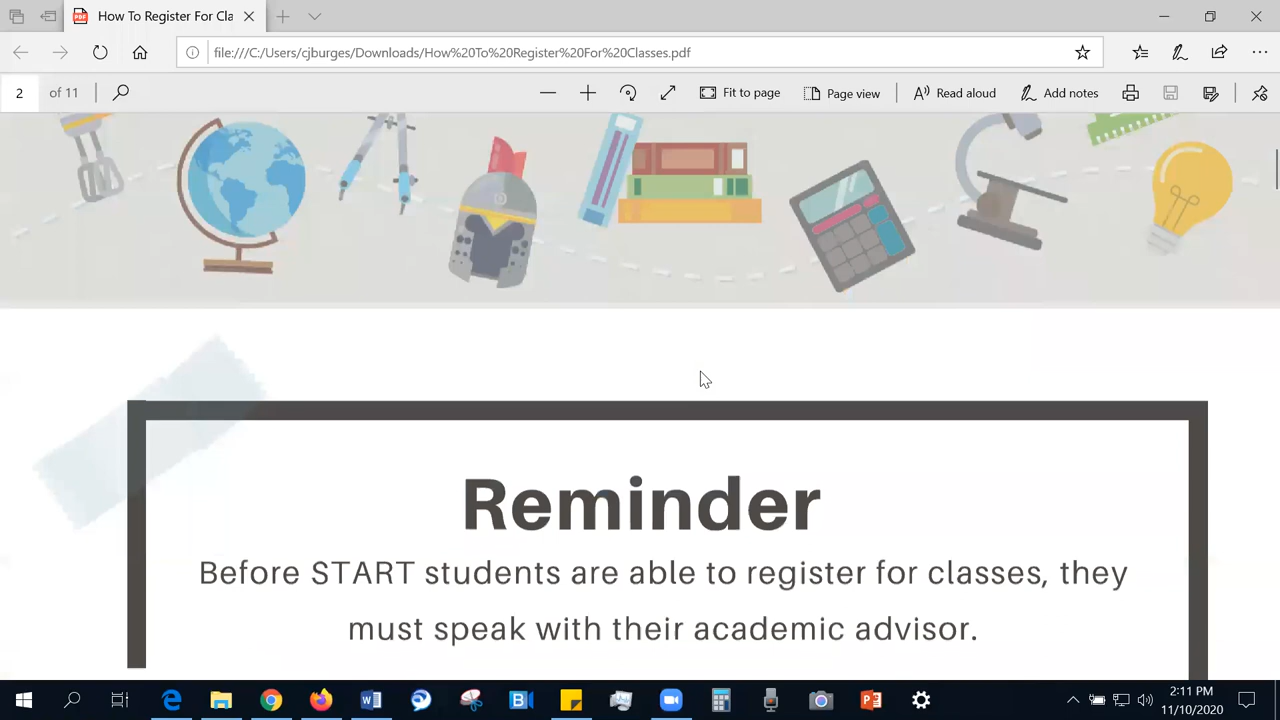 How To Register For Cla
file:///C:/Users/cjburges/Downloads/How%20To%20Register%20For%20Classes.pdf
2 of 11 Fit to page Page view Read aloud Add notes
Reminder
Before START students are able to register for classes, they
must speak with their academic advisor.
2:11 PM
11/10/2020